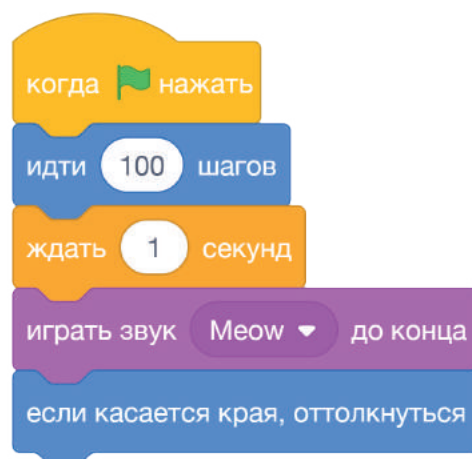 когда нажать
идти 100 шагов
ждать 1 секунд
играть звук Meow до конца
если касается края, оттолкнуться